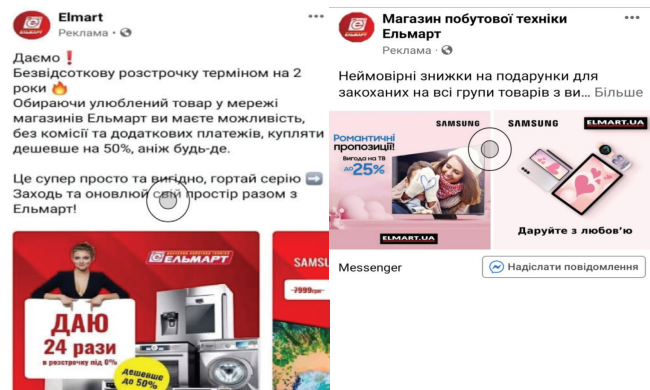 Elmart
Реклама
Даємо❗
Безвідсоткову розстрочку терміном на 2
роки 🔥
Обираючи улюблений товар у мережі
магазинів Ельмарт ви маєте можливість,
без комісії та додаткових платежів, купляти
дешевше на 50%, аніж будь-де.
Це супер просто та вигідно, гортай серію ➡️
Заходь та оновлюй свій простір разом з
Ельмарт!
ЕЛЬМАРТ
ДАЮ
24 рази
в розстрочку під 0%
дешевше
до 50%
SAMSU
7999грн
Магазин побутової техніки
Ельмарт
Реклама
Неймовірні знижки на подарунки для
закоханих на всі групи товарів з ви... Більше
SAMSUNG
Романтичні
пропозиції!
Вигода на ТВ
до 25%
ELMART.UA
SAMSUNG
ELMART.UA
Даруйте з любов'ю
Messenger
Надіслати повідомлення